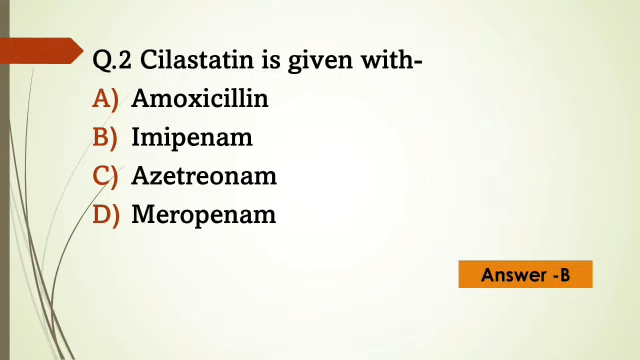 Q.2 Cilastatin is given with-
A) Amoxicillin
B) Imipenam
C) Azetreonam
D) Meropenam
Answer -B